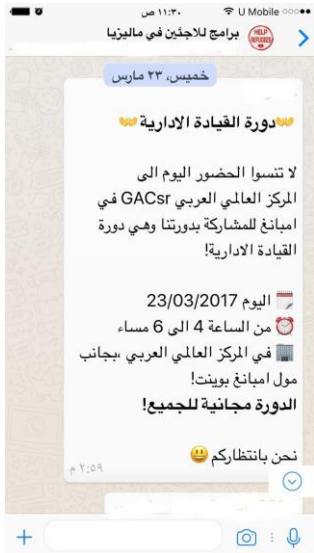 U Mobile
١١:٣٠ ص
برامج للاجئين في ماليزيا
HELP
REFUGEES
خميس، ٢٣ مارس
👐دورة القيادة الادارية👐
لا تنسوا الحضور اليوم الى
المركز العالمي العربي GACsr في
امبانغ للمشاركة بدورتنا وهي دورة
القيادة الادارية!
🗓 اليوم 23/03/2017
⏰ من الساعة 4 الى 6 مساء
🏢 في المركز العالمي العربي ،بجانب
مول امبانغ بوينت!
الدورة مجانية للجميع!
نحن بانتظاركم 😃
٢:٥٩ م